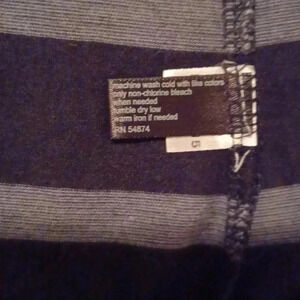 machine wash cold with like colors
only non-chlorine bleach
when needed
tumble dry low
warm iron if needed
RN 54874